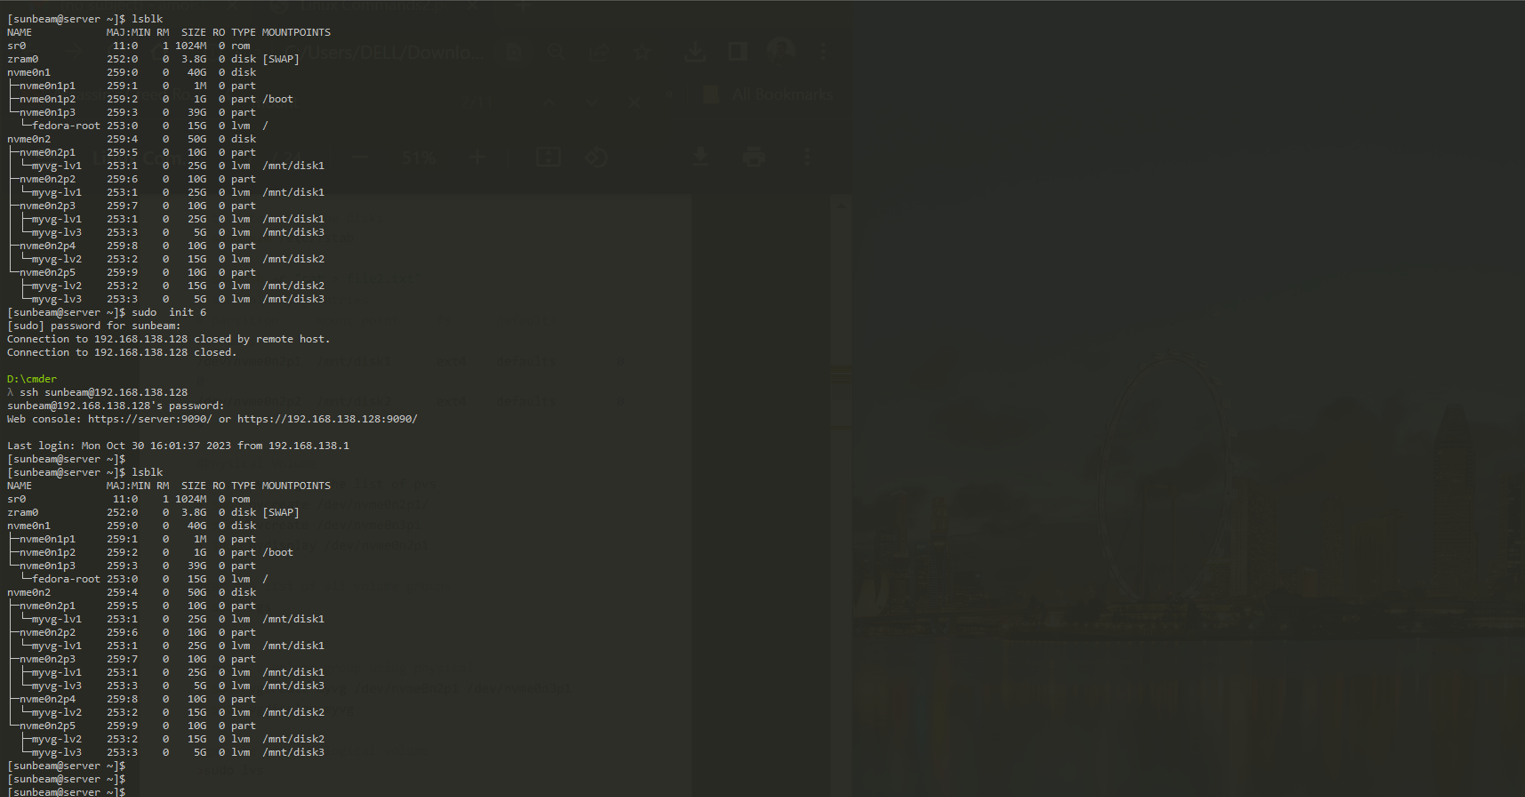 [sunbeam@server ~]$ lsblk
NAME            MAJ:MIN RM  SIZE RO TYPE MOUNTPOINTS
sr0              11:0    1 1024M  0 rom
zram0           252:0    0  3.8G  0 disk [SWAP]
nvme0n1         259:0    0   40G  0 disk
├─nvme0n1p1     259:1    0    1M  0 part
├─nvme0n1p2     259:2    0    1G  0 part /boot
└─nvme0n1p3     259:3    0   39G  0 part
  └─fedora-root 253:0    0   15G  0 lvm  /
nvme0n2         259:4    0   50G  0 disk
├─nvme0n2p1     259:5    0   10G  0 part
│ └─myvg-lv1    253:1    0   25G  0 lvm  /mnt/disk1
├─nvme0n2p2     259:6    0   10G  0 part
│ └─myvg-lv1    253:1    0   25G  0 lvm  /mnt/disk1
├─nvme0n2p3     259:7    0   10G  0 part
│ ├─myvg-lv1    253:1    0   25G  0 lvm  /mnt/disk1
│ └─myvg-lv3    253:3    0    5G  0 lvm  /mnt/disk3
├─nvme0n2p4     259:8    0   10G  0 part
│ └─myvg-lv2    253:2    0   15G  0 lvm  /mnt/disk2
└─nvme0n2p5     259:9    0   10G  0 part
  ├─myvg-lv2    253:2    0   15G  0 lvm  /mnt/disk2
  └─myvg-lv3    253:3    0    5G  0 lvm  /mnt/disk3
[sunbeam@server ~]$ sudo  init 6
[sudo] password for sunbeam:
Connection to 192.168.138.128 closed by remote host.
Connection to 192.168.138.128 closed.
D:\cmder
λ ssh sunbeam@192.168.138.128
sunbeam@192.168.138.128's password:
Web console: https://server:9090/ or https://192.168.138.128:9090/
Last login: Mon Oct 30 16:01:37 2023 from 192.168.138.1
[sunbeam@server ~]$
[sunbeam@server ~]$ lsblk
NAME            MAJ:MIN RM  SIZE RO TYPE MOUNTPOINTS
sr0              11:0    1 1024M  0 rom
zram0           252:0    0  3.8G  0 disk [SWAP]
nvme0n1         259:0    0   40G  0 disk
├─nvme0n1p1     259:1    0    1M  0 part
├─nvme0n1p2     259:2    0    1G  0 part /boot
└─nvme0n1p3     259:3    0   39G  0 part
  └─fedora-root 253:0    0   15G  0 lvm  /
nvme0n2         259:4    0   50G  0 disk
├─nvme0n2p1     259:5    0   10G  0 part
│ └─myvg-lv1    253:1    0   25G  0 lvm  /mnt/disk1
├─nvme0n2p2     259:6    0   10G  0 part
│ └─myvg-lv1    253:1    0   25G  0 lvm  /mnt/disk1
├─nvme0n2p3     259:7    0   10G  0 part
│ ├─myvg-lv1    253:1    0   25G  0 lvm  /mnt/disk1
│ └─myvg-lv3    253:3    0    5G  0 lvm  /mnt/disk3
├─nvme0n2p4     259:8    0   10G  0 part
│ └─myvg-lv2    253:2    0   15G  0 lvm  /mnt/disk2
└─nvme0n2p5     259:9    0   10G  0 part
  ├─myvg-lv2    253:2    0   15G  0 lvm  /mnt/disk2
  └─myvg-lv3    253:3    0    5G  0 lvm  /mnt/disk3
[sunbeam@server ~]$
[sunbeam@server ~]$
[sunbeam@server ~]$
/Users/DELL/Downlo...
All Bookmarks
51%